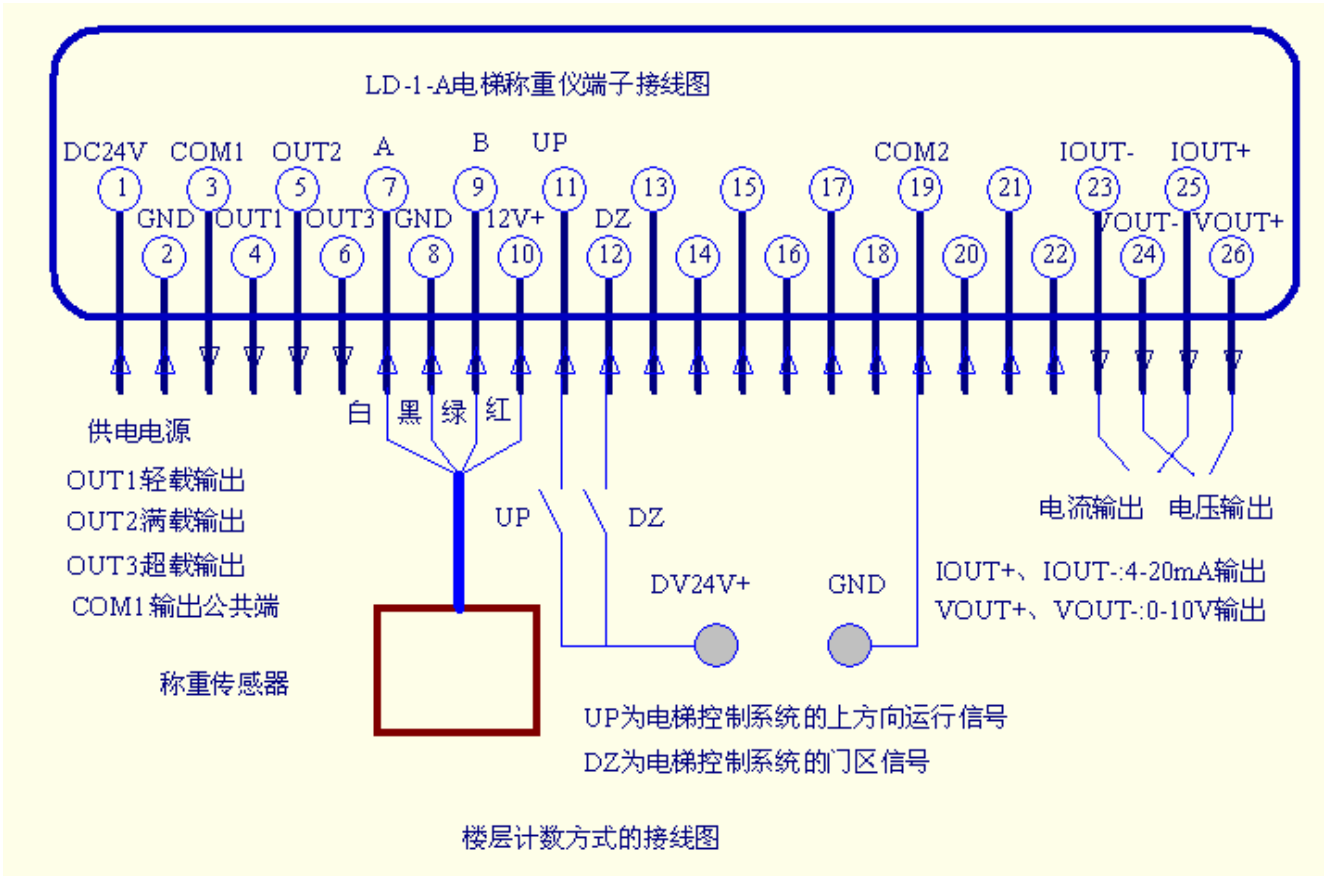 LD-1-A电梯称重仪端子接线图
DC24V COM1 OUT2 A B UP COM2 IOUT- IOUT+
1 3 5 7 9 11 13 15 17 19 21 23 25
GND OUT1 OUT3 GND 12V+ DZ VOUT- VOUT+
2 4 6 8 10 12 14 16 18 20 22 24 26
白 黑 绿 红
供电电源
OUT1轻载输出
OUT2满载输出
OUT3超载输出
COM1输出公共端
称重传感器
UP DZ
DV24V+ GND
电流输出 电压输出
IOUT+、IOUT-:4-20mA输出
VOUT+、VOUT-:0-10V输出
UP为电梯控制系统的上方向运行信号
DZ为电梯控制系统的门区信号
楼层计数方式的接线图